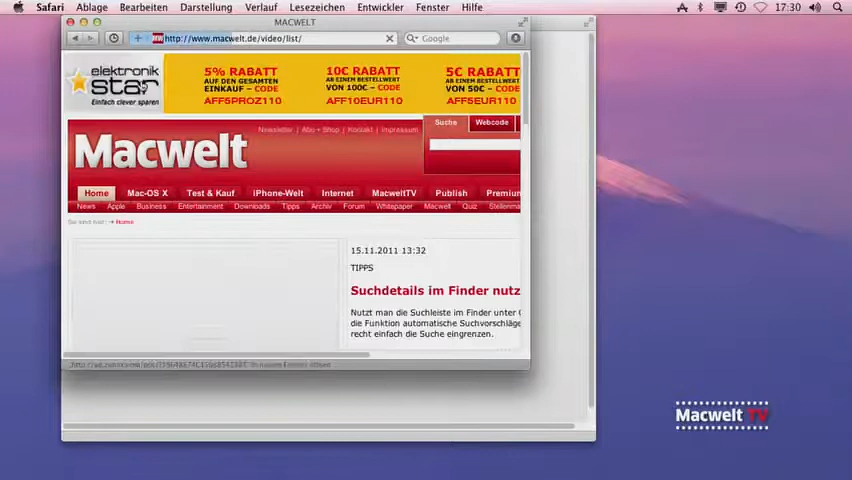 Safari Ablage Bearbeiten Darstellung Verlauf Lesezeichen Entwickler Fenster Hilfe 17:30
MACWELT
http://www.macwelt.de/video/list/
Google
elektronik
star
Einfach clever sparen
5% RABATT
AUF DEN GESAMTEN
EINKAUF – CODE
AFF5PROZ110
10€ RABATT
AB EINEM BESTELLWERT
VON 100€ – CODE
AFF10EUR110
5€ RABATT
AB EINEM BESTELLWERT
VON 50€ – CODE
AFF5EUR110
Newsletter | Abo + Shop | Kontakt | Impressum
Suche Webcode
Macwelt
Home Mac-OS X Test & Kauf iPhone-Welt Internet MacweltTV Publish Premium
News Apple Business Entertainment Downloads Tipps Archiv Forum Whitepaper Macwelt Quiz Stellenma
Sie sind hier: → Home
15.11.2011 13:32
TIPPS
Suchdetails im Finder nutz
Nutzt man die Suchleiste im Finder unter
die Funktion automatische Suchvorschläge
recht einfach die Suche eingrenzen.
Macwelt TV